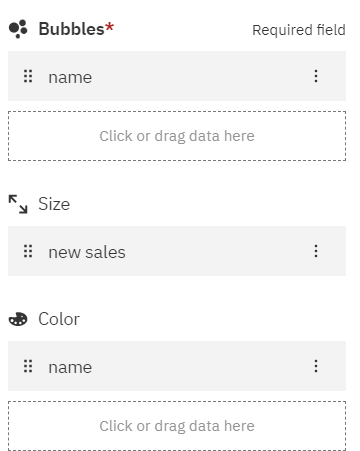 Bubbles* Required field
name
Click or drag data here
Size
new sales
Color
name
Click or drag data here